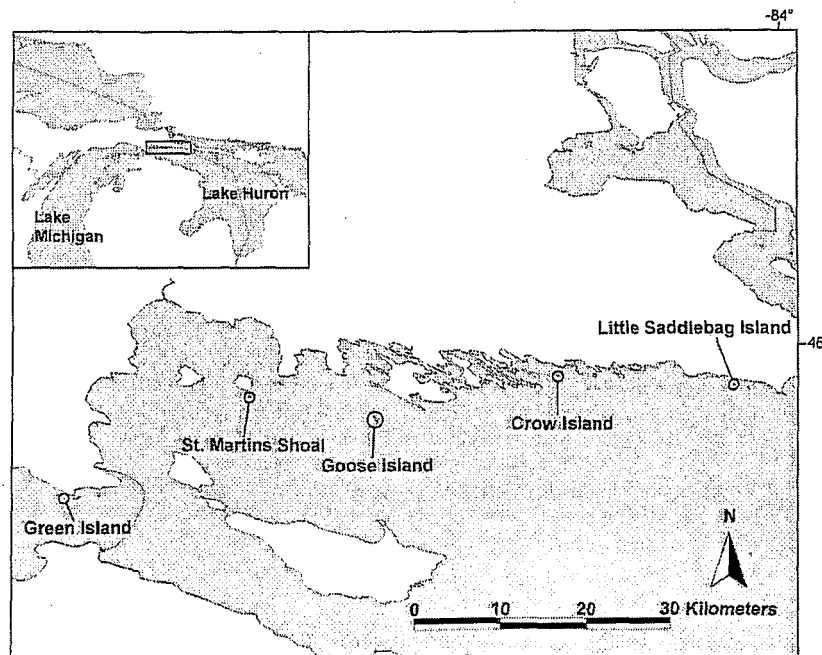 -84°
Lake Huron
Lake
Michigan
46
Little Saddlebag Island
Crow Island
St. Martins Shoal
Goose Island
Green Island
N
0 10 20 30 Kilometers